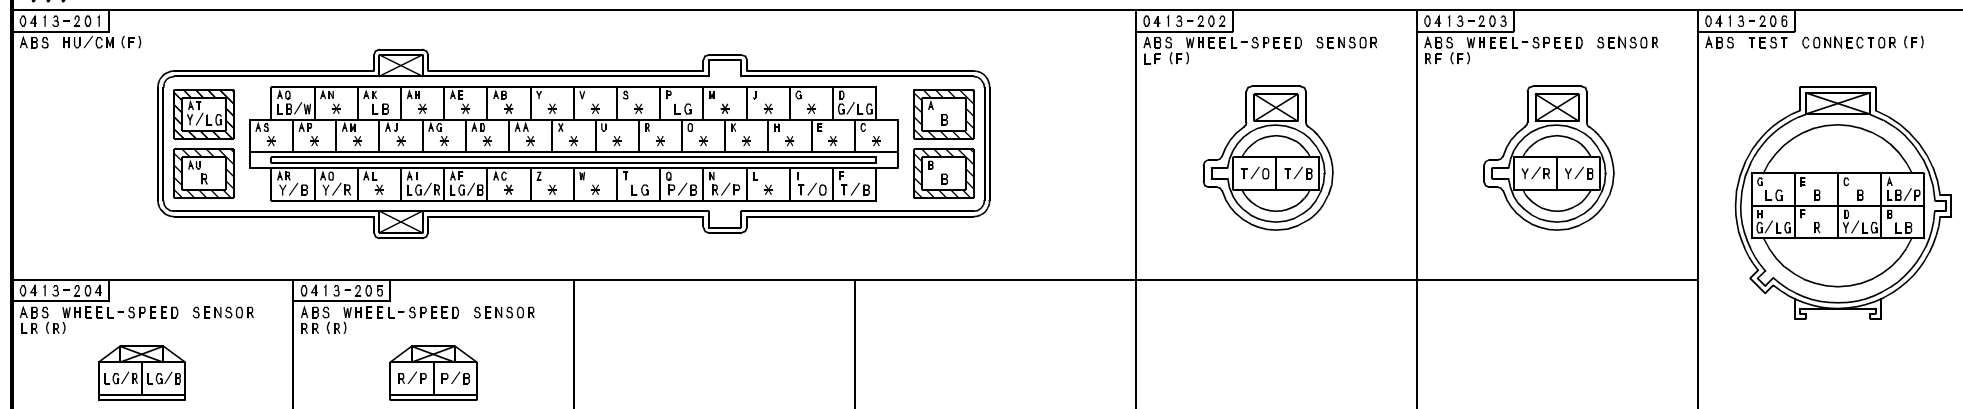 0413-201
ABS HU/CM(F)
AT AQ AN AK AH AE AB Y V S P M J G D A
Y/LG LB/W * LB * * * * * * LG * * * G/LG B
AS AP AM AJ AG AD AA X U R O K H E C
* * * * * * * * * * * * * * *
AU AR AO AL AI AF AC Z W T Q N L I F B
R Y/B Y/R * LG/R LG/B * * * LG P/B R/P * T/O T/B B
0413-202
ABS WHEEL-SPEED SENSOR
LF(F)
T/O T/B
0413-203
ABS WHEEL-SPEED SENSOR
RF(F)
Y/R Y/B
0413-206
ABS TEST CONNECTOR(F)
G E C A
LG B B LB/P
H F D B
G/LG R Y/LG LB
0413-204
ABS WHEEL-SPEED SENSOR
LR(R)
LG/R LG/B
0413-205
ABS WHEEL-SPEED SENSOR
RR(R)
R/P P/B